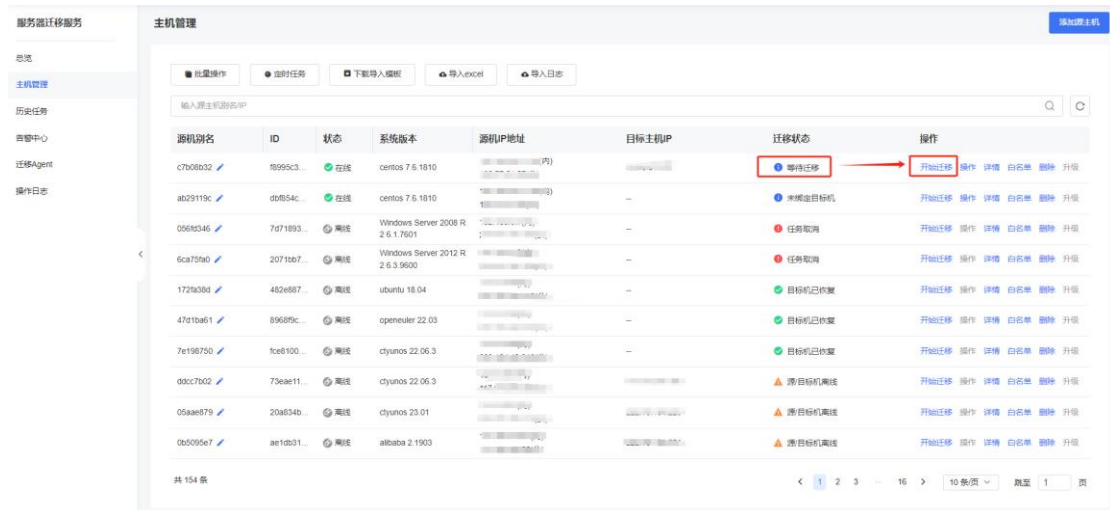 服务器迁移服务
主机管理
添加源主机
总览
主机管理
历史任务
告警中心
迁移Agent
操作日志
批量操作 定时任务 下载导入模板 导入excel 导入日志
输入源主机别名/IP
源机别名 ID 状态 系统版本 源机IP地址 目标主机IP 迁移状态 操作
c7b08b32 f8995c3... 在线 centos 7.6.1810 (内) 等待迁移 开始迁移 操作 详情 白名单 删除 升级
ab29119c dbf854c... 在线 centos 7.6.1810 -- 未绑定目标机 开始迁移 操作 详情 白名单 删除 升级
056fd346 7d71893... 离线 Windows Server 2008 R2 6.1.7601 -- 任务取消 开始迁移 操作 详情 白名单 删除 升级
6ca75fa0 2071bb7... 离线 Windows Server 2012 R2 6.3.9600 -- 任务取消 开始迁移 操作 详情 白名单 删除 升级
172fa38d 482e887... 离线 ubuntu 18.04 -- 目标机已恢复 开始迁移 操作 详情 白名单 删除 升级
47d1ba61 8968f9c... 离线 openeuler 22.03 -- 目标机已恢复 开始迁移 操作 详情 白名单 删除 升级
7e198750 fce8100... 离线 ctyunos 22.06.3 -- 目标机已恢复 开始迁移 操作 详情 白名单 删除 升级
ddcc7b02 73eae11... 离线 ctyunos 22.06.3 源/目标机离线 开始迁移 操作 详情 白名单 删除 升级
05aae879 20a834b... 离线 ctyunos 23.01 源/目标机离线 开始迁移 操作 详情 白名单 删除 升级
0b5095e7 ae1db31... 离线 alibaba 2.1903 源/目标机离线 开始迁移 操作 详情 白名单 删除 升级
共 154 条
1 2 3 ... 16 10 条/页 跳至 1 页